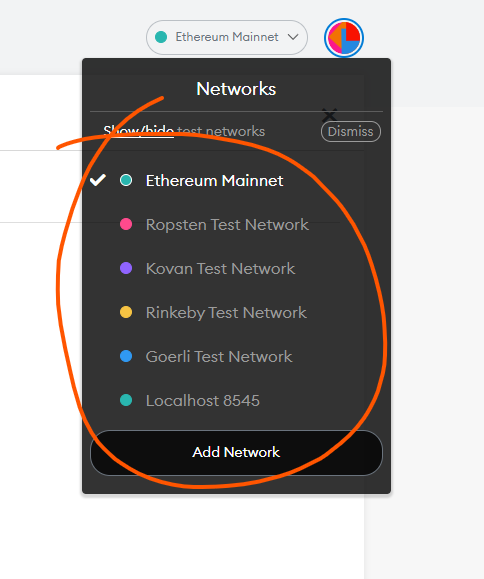 Ethereum Mainnet
Networks
Show/hide test networks
Dismiss
Ethereum Mainnet
Ropsten Test Network
Kovan Test Network
Rinkeby Test Network
Goerli Test Network
Localhost 8545
Add Network